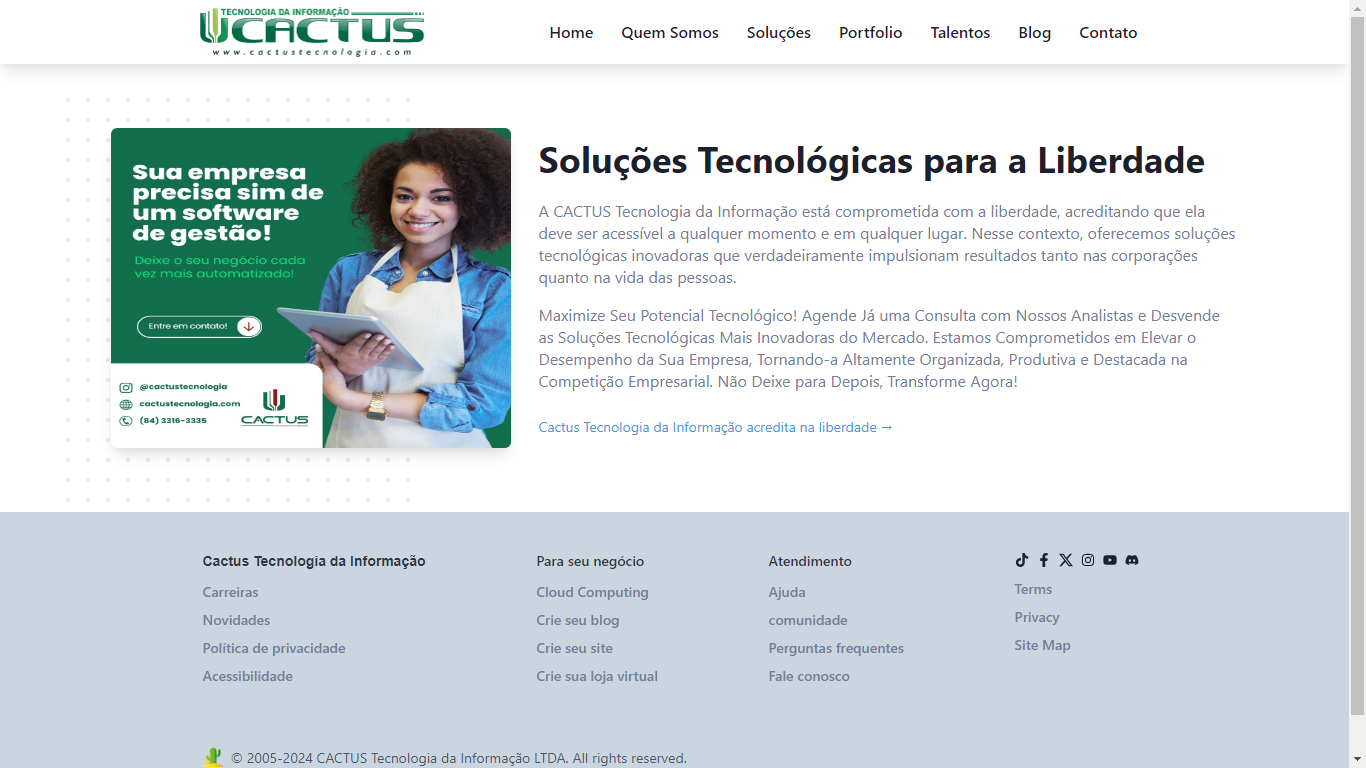 TECNOLOGIA DA INFORMAÇÃO
CACTUS
www.cactustecnologia.com
Home Quem Somos Soluções Portfolio Talentos Blog Contato
Sua empresa
precisa sim de
um software
de gestão!
Deixe o seu negócio cada
vez mais automatizado!
Entre em contato!
@cactustecnologia
cactustecnologia.com
(84) 3316-3335
CACTUS
Soluções Tecnológicas para a Liberdade
A CACTUS Tecnologia da Informação está comprometida com a liberdade, acreditando que ela
deve ser acessível a qualquer momento e em qualquer lugar. Nesse contexto, oferecemos soluções
tecnológicas inovadoras que verdadeiramente impulsionam resultados tanto nas corporações
quanto na vida das pessoas.
Maximize Seu Potencial Tecnológico! Agende Já uma Consulta com Nossos Analistas e Desvende
as Soluções Tecnológicas Mais Inovadoras do Mercado. Estamos Comprometidos em Elevar o
Desempenho da Sua Empresa, Tornando-a Altamente Organizada, Produtiva e Destacada na
Competição Empresarial. Não Deixe para Depois, Transforme Agora!
Cactus Tecnologia da Informação acredita na liberdade →
Cactus Tecnologia da Informação
Carreiras
Novidades
Política de privacidade
Acessibilidade
Para seu negócio
Cloud Computing
Crie seu blog
Crie seu site
Crie sua loja virtual
Atendimento
Ajuda
comunidade
Perguntas frequentes
Fale conosco
Terms
Privacy
Site Map
© 2005-2024 CACTUS Tecnologia da Informação LTDA. All rights reserved.